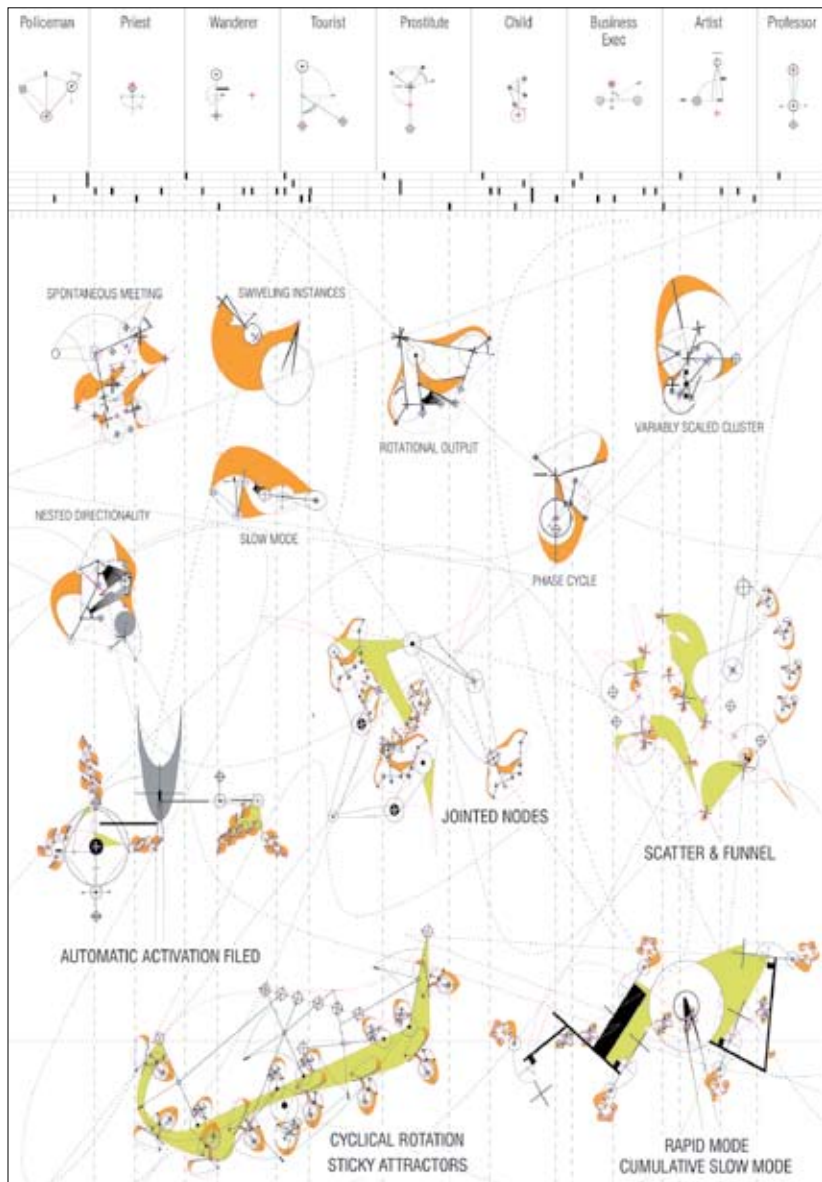 Policeman
Priest
Wanderer
Tourist
Prostitute
Child
Business
Exec
Artist
Professor
SPONTANEOUS MEETING
SWIVELING INSTANCES
ROTATIONAL OUTPUT
VARIABLY SCALED CLUSTER
NESTED DIRECTIONALITY
SLOW MODE
PHASE CYCLE
JOINTED NODES
SCATTER & FUNNEL
AUTOMATIC ACTIVATION FILED
CYCLICAL ROTATION
STICKY ATTRACTORS
RAPID MODE
CUMULATIVE SLOW MODE